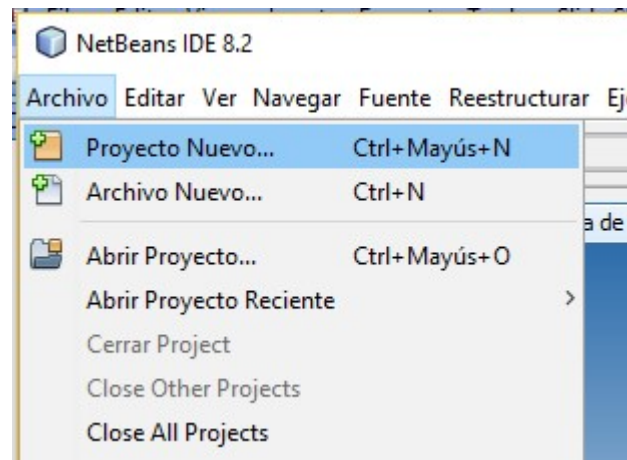 NetBeans IDE 8.2
Archivo Editar Ver Navegar Fuente Reestructurar
Proyecto Nuevo... Ctrl+Mayús+N
Archivo Nuevo... Ctrl+N
a de
Abrir Proyecto... Ctrl+Mayús+O
Abrir Proyecto Reciente >
Cerrar Project
Close Other Projects
Close All Projects